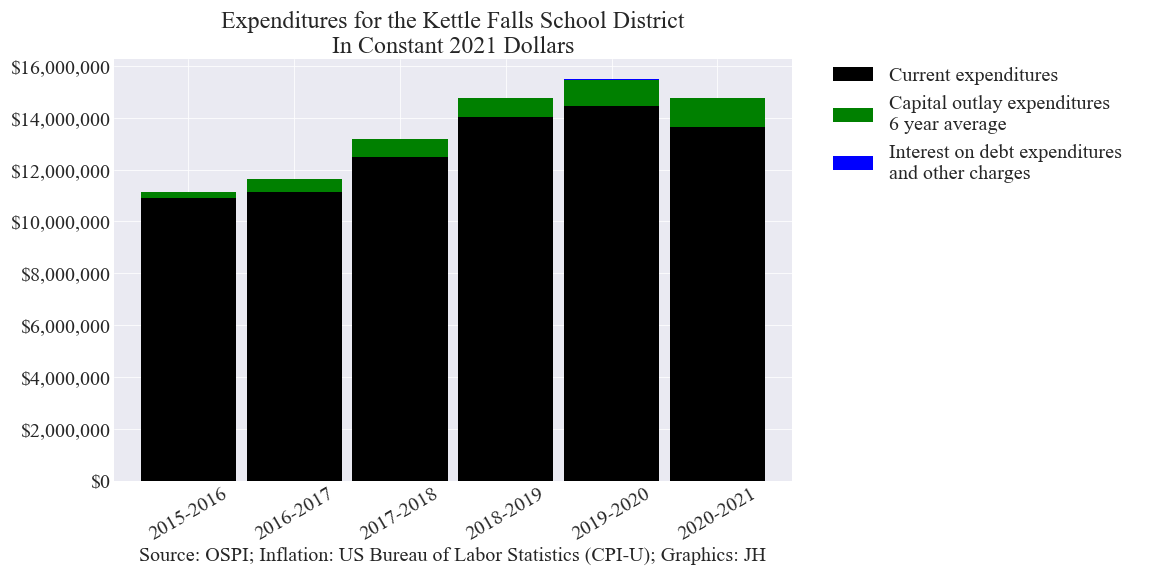 Expenditures for the Kettle Falls School District
In Constant 2021 Dollars
$16,000,000
$14,000,000
$12,000,000
$10,000,000
$8,000,000
$6,000,000
$4,000,000
$2,000,000
$0
2015-2016
2016-2017
2017-2018
2018-2019
2019-2020
2020-2021
Source: OSPI; Inflation: US Bureau of Labor Statistics (CPI-U); Graphics: JH
Current expenditures
Capital outlay expenditures
6 year average
Interest on debt expenditures
and other charges